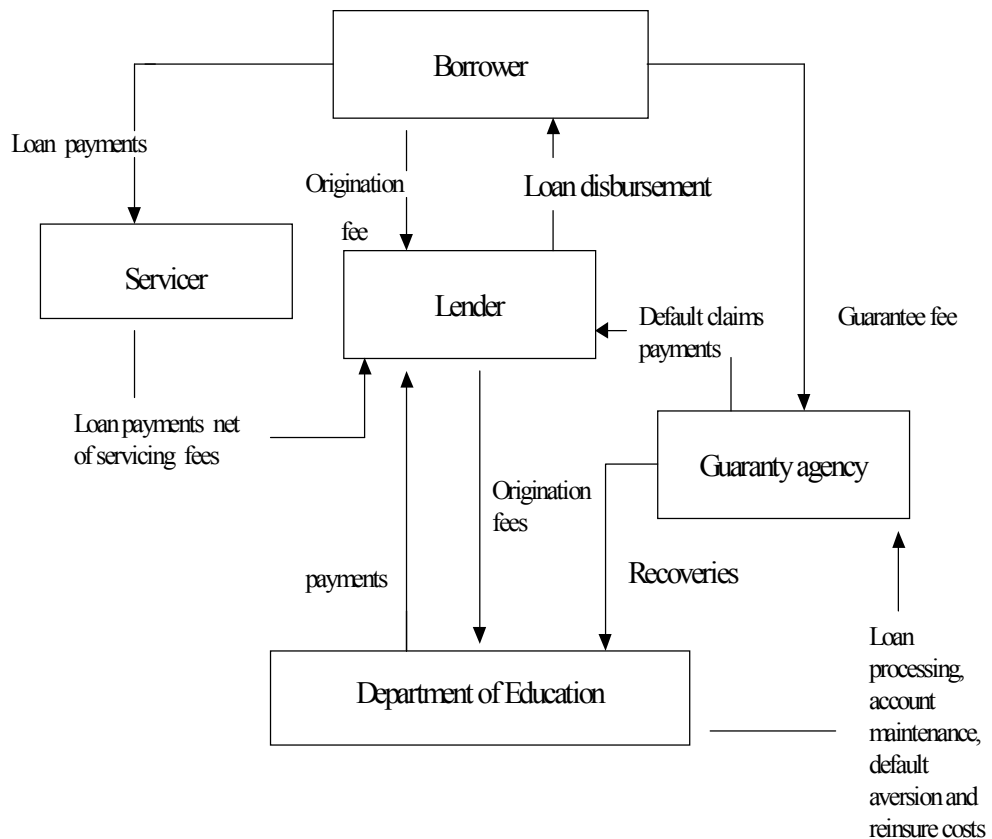 Borrower
Loan payments
Origination
fee
Loan disbursement
Servicer
Lender
Default claims
payments
Guarantee fee
Loan payments net
of servicing fees
Guaranty agency
Origination
fees
payments
Recoveries
Department of Education
Loan
processing,
account
maintenance,
default
aversion and
reinsure costs